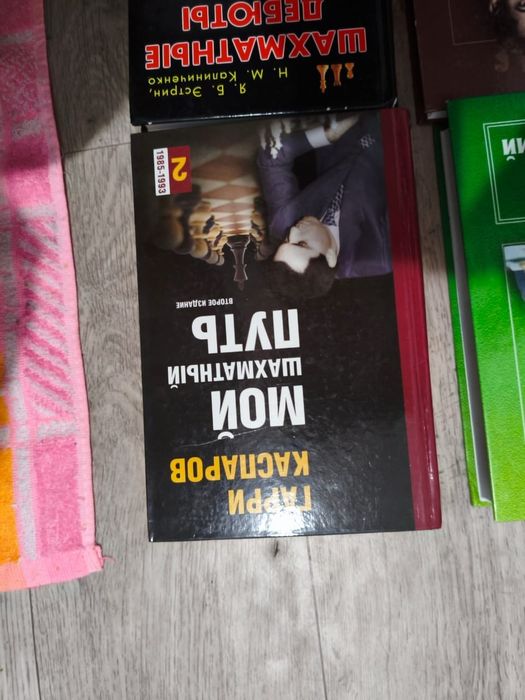 Я. Б. Эстрин,
Н. М. Калиниченко
ШАХМАТНЫЕ
ДЕБЮТЫ
ГАРРИ
КАСПАРОВ
МОЙ
ШАХМАТНЫЙ
ПУТЬ
ВТОРОЕ ИЗДАНИЕ
2
1985-1993